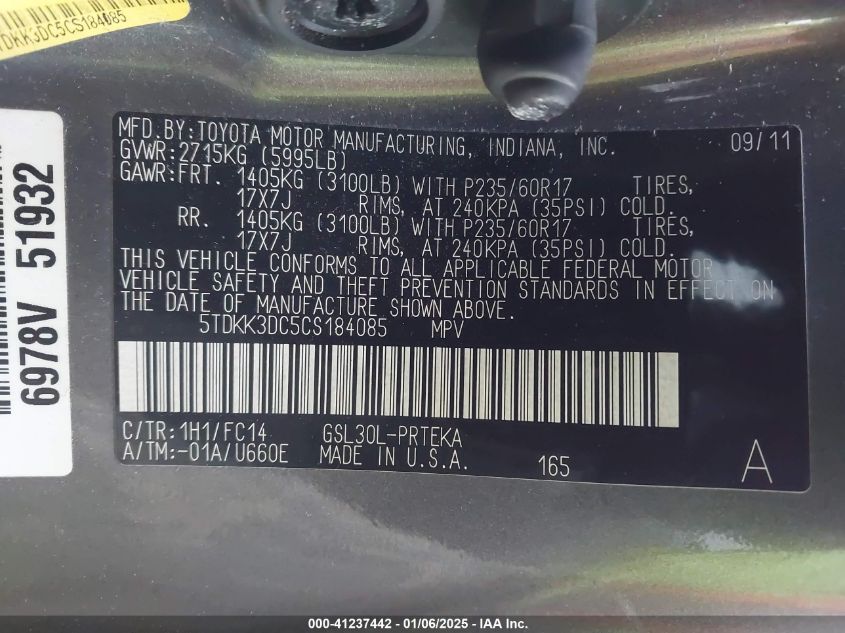 TDKK3DC5CS184085
6978V 51932
MFD.BY:TOYOTA MOTOR MANUFACTURING, INDIANA, INC. 09/11
GVWR:2715KG (5995LB)
GAWR:FRT. 1405KG (3100LB) WITH P235/60R17 TIRES,
17X7J RIMS, AT 240KPA (35PSI) COLD.
RR. 1405KG (3100LB) WITH P235/60R17 TIRES,
17X7J RIMS, AT 240KPA (35PSI) COLD.
THIS VEHICLE CONFORMS TO ALL APPLICABLE FEDERAL MOTOR
VEHICLE SAFETY AND THEFT PREVENTION STANDARDS IN EFFECT ON
THE DATE OF MANUFACTURE SHOWN ABOVE.
5TDKK3DC5CS184085 MPV
C/TR:1H1/FC14 GSL30L-PRTEKA
A/TM:-01A/U660E MADE IN U.S.A. 165 A
000-41237442 - 01/06/2025 - IAA Inc.